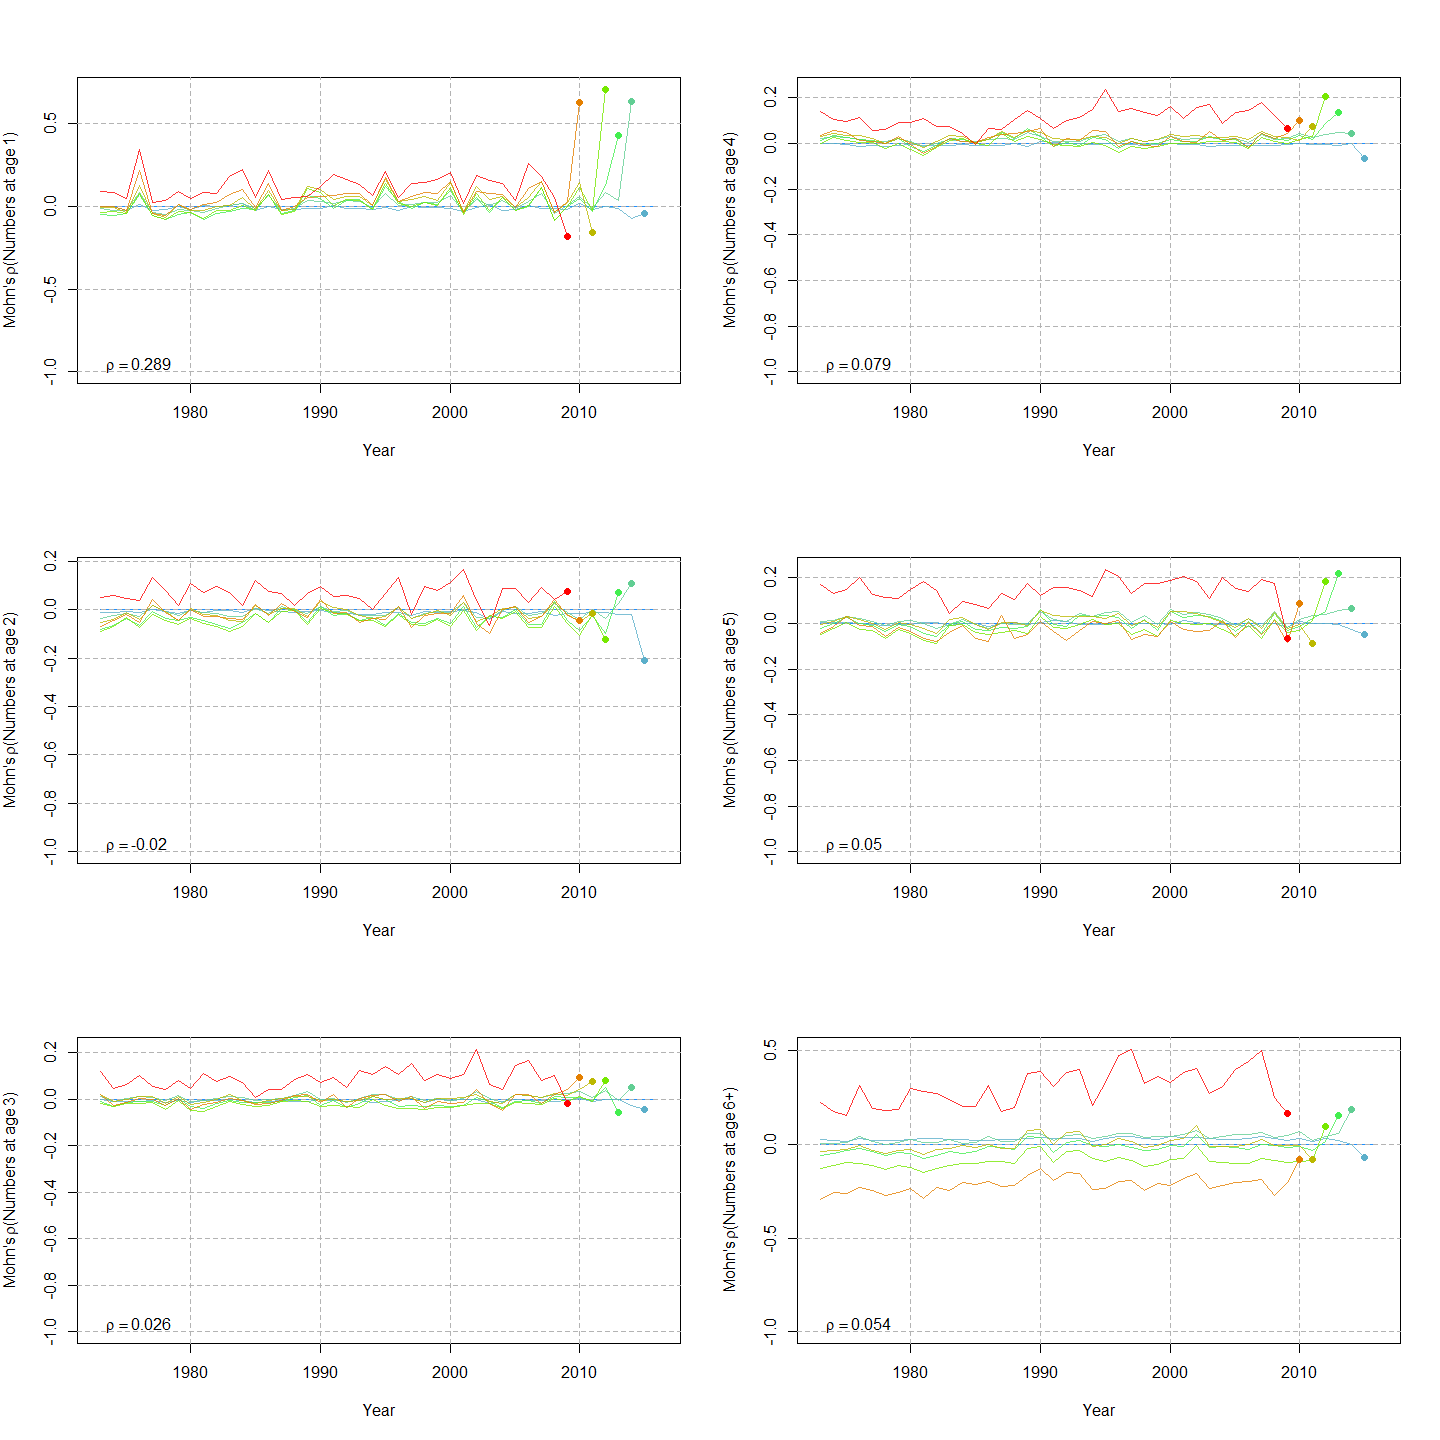 Mohn's ρ(Numbers at age 1)
0.5
0.0
-0.5
-1.0
ρ = 0.289
1980 1990 2000 2010
Year
Mohn's ρ(Numbers at age 4)
0.2
0.0
-0.2
-0.4
-0.6
-0.8
-1.0
ρ = 0.079
1980 1990 2000 2010
Year
Mohn's ρ(Numbers at age 2)
0.2
0.0
-0.2
-0.4
-0.6
-0.8
-1.0
ρ = -0.02
1980 1990 2000 2010
Year
Mohn's ρ(Numbers at age 5)
0.2
0.0
-0.2
-0.4
-0.6
-0.8
-1.0
ρ = 0.05
1980 1990 2000 2010
Year
Mohn's ρ(Numbers at age 3)
0.2
0.0
-0.2
-0.4
-0.6
-0.8
-1.0
ρ = 0.026
1980 1990 2000 2010
Year
Mohn's ρ(Numbers at age 6+)
0.5
0.0
-0.5
-1.0
ρ = 0.054
1980 1990 2000 2010
Year